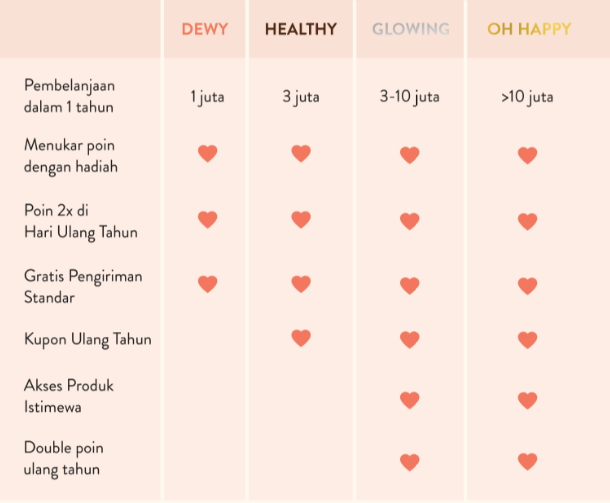 DEWY HEALTHY GLOWING OH HAPPY
Pembelanjaan
dalam 1 tahun
1 juta 3 juta 3-10 juta >10 juta
Menukar poin
dengan hadiah
Poin 2x di
Hari Ulang Tahun
Gratis Pengiriman
Standar
Kupon Ulang Tahun
Akses Produk
Istimewa
Double poin
ulang tahun